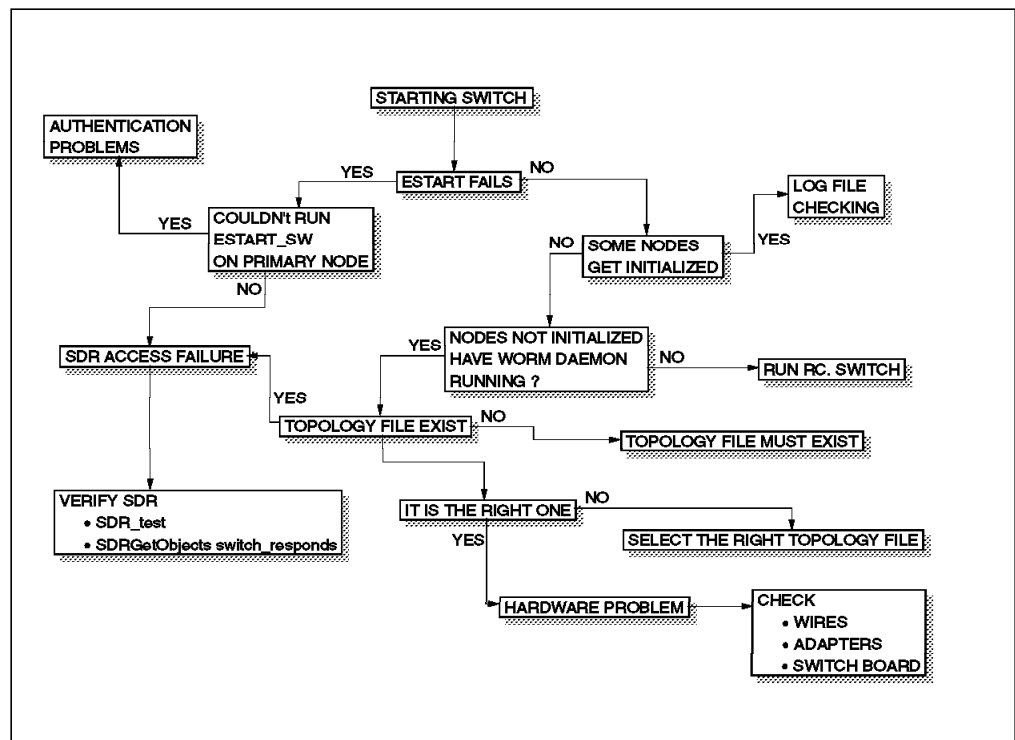 STARTING SWITCH
AUTHENTICATION
PROBLEMS
YES
ESTART FAILS
NO
LOG FILE
CHECKING
YES
COULDN't RUN
ESTART_SW
ON PRIMARY NODE
NO
SOME NODES
GET INITIALIZED
YES
NO
SDR ACCESS FAILURE
YES
NODES NOT INITIALIZED
HAVE WORM DAEMON
RUNNING ?
NO
RUN RC. SWITCH
YES
TOPOLOGY FILE EXIST
NO
TOPOLOGY FILE MUST EXIST
VERIFY SDR
• SDR_test
• SDRGetObjects switch_responds
IT IS THE RIGHT ONE
NO
YES
SELECT THE RIGHT TOPOLOGY FILE
HARDWARE PROBLEM
CHECK
• WIRES
• ADAPTERS
• SWITCH BOARD